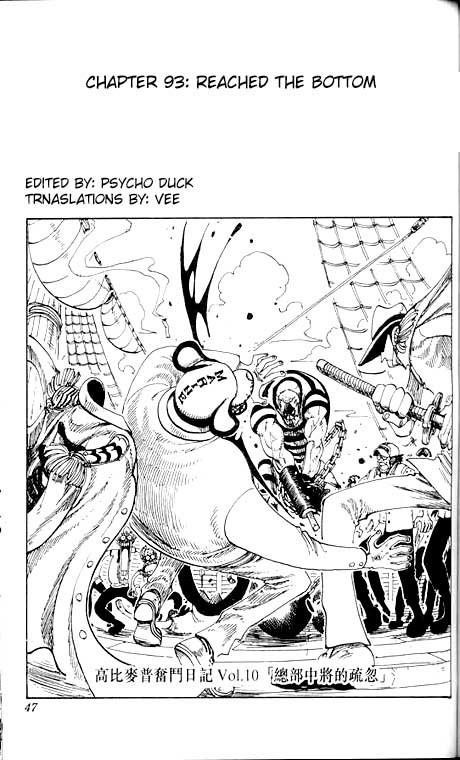 CHAPTER 93: REACHED THE BOTTOM
EDITED BY: PSYCHO DUCK
TRNASLATIONS BY: VEE
MARINE
高比麥普奮鬥日記 Vol.10「總部中將的疏忽」
47